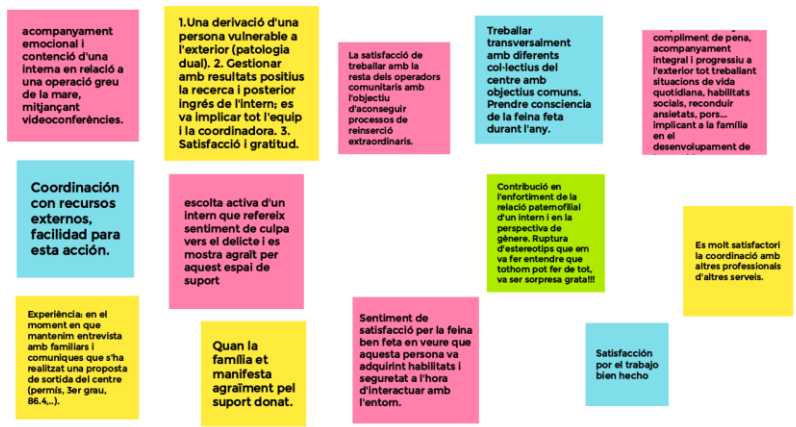 acompanyament
emocional i
contenció d'una
interna en relació a
una operació greu
de la mare,
mitjançant
videoconferències.
1.Una derivació d'una
persona vulnerable a
l'exterior (patologia
dual). 2. Gestionar
amb resultats positius
la recerca i posterior
ingrés de l'intern; es
va implicar tot l'equip
i la coordinadora. 3.
Satisfacció i gratitud.
La satisfacció de
treballar amb la
resta dels operadors
comunitaris amb
l'objectiu
d'aconseguir
processos de
reinserció
extraordinaris.
Treballar
transversalment
amb diferents
col·lectius del
centre amb
objectius comuns.
Prendre consciencia
de la feina feta
durant l'any.
compliment de pena,
acompanyament
integral i progressiu a
l'exterior tot treballant
situacions de vida
quotidiana, habilitats
socials, reconduir
ansietats, pors...
implicant a la família
en el
desenvolupament de
Coordinación
con recursos
externos,
facilidad para
esta acción.
escolta activa d'un
intern que refereix
sentiment de culpa
vers el delicte i es
mostra agraït per
aquest espai de
suport
Contribució en
l'enfortiment de la
relació paternofilial
d'un intern i en la
perspectiva de
gènere. Ruptura
d'estereotips que em
va fer entendre que
tothom pot fer de tot,
va ser sorpresa grata!!!
Es molt satisfactori
la coordinació amb
altres professionals
d'altres serveis.
Experiència: en el
moment en que
mantenim entrevista
amb familiars i
comuniques que s'ha
realitzat una proposta
de sortida del centre
(permís, 3er grau,
86.4,..).
Quan la
família et
manifesta
agraïment pel
suport donat.
Sentiment de
satisfacció per la feina
ben feta en veure que
aquesta persona va
adquirint habilitats i
seguretat a l'hora
d'interactuar amb
l'entorn.
Satisfacción
por el trabajo
bien hecho